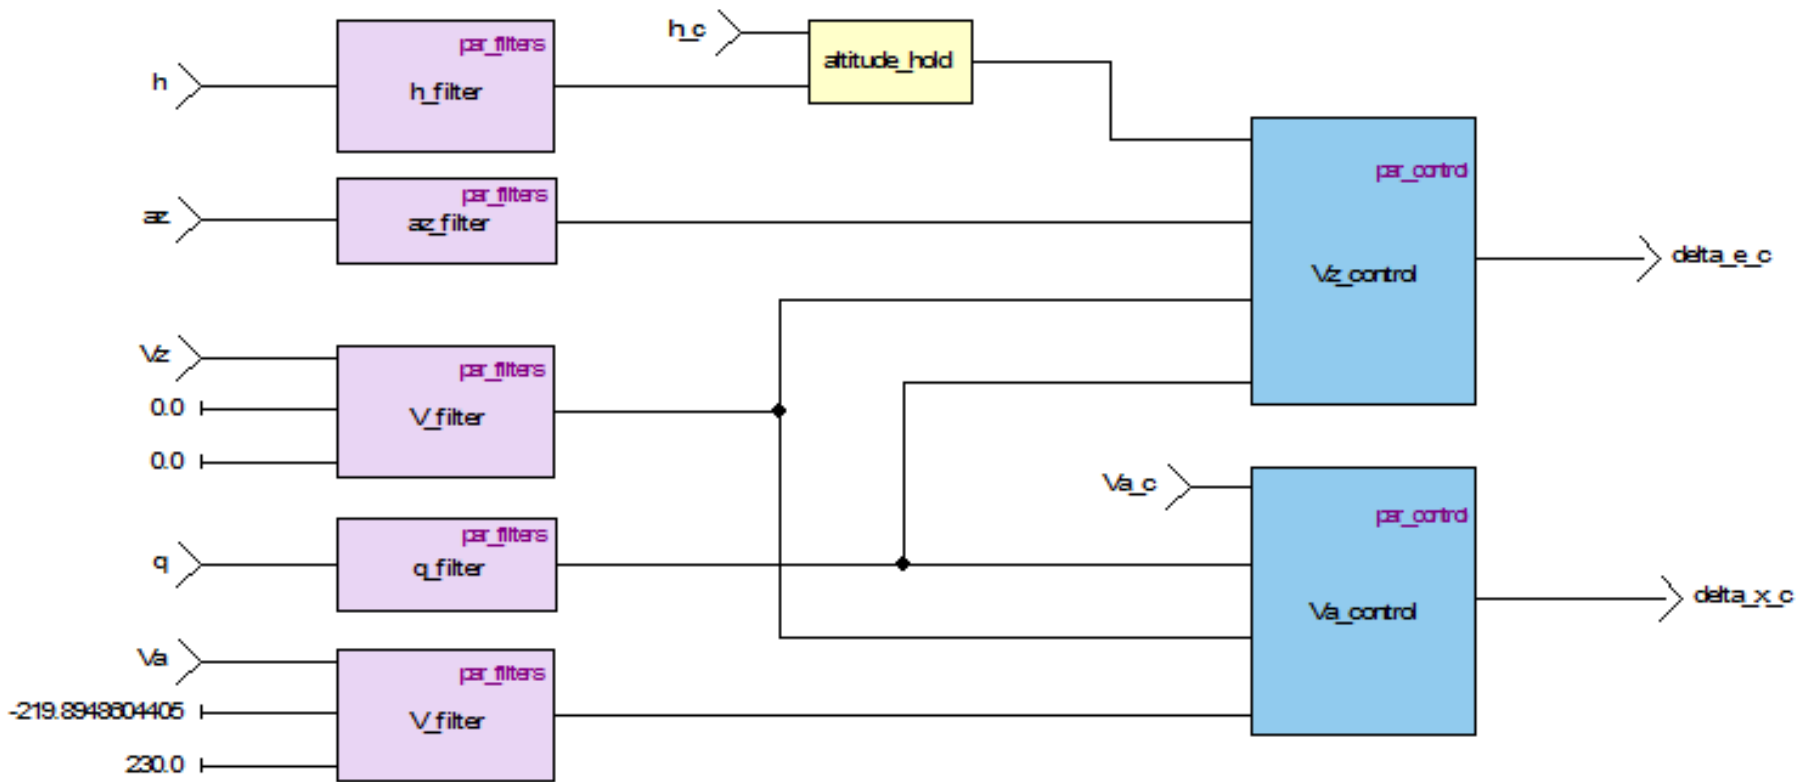 h_c
par_filters
altitude_hold
h
h_filter
par_control
par_filters
az
az_filter
delta_e_c
Vz_control
Vz
par_filters
0.0
V_filter
0.0
Va_c
par_control
par_filters
q
q_filter
delta_x_c
Va_control
Va
par_filters
-219.8948604405
V_filter
230.0